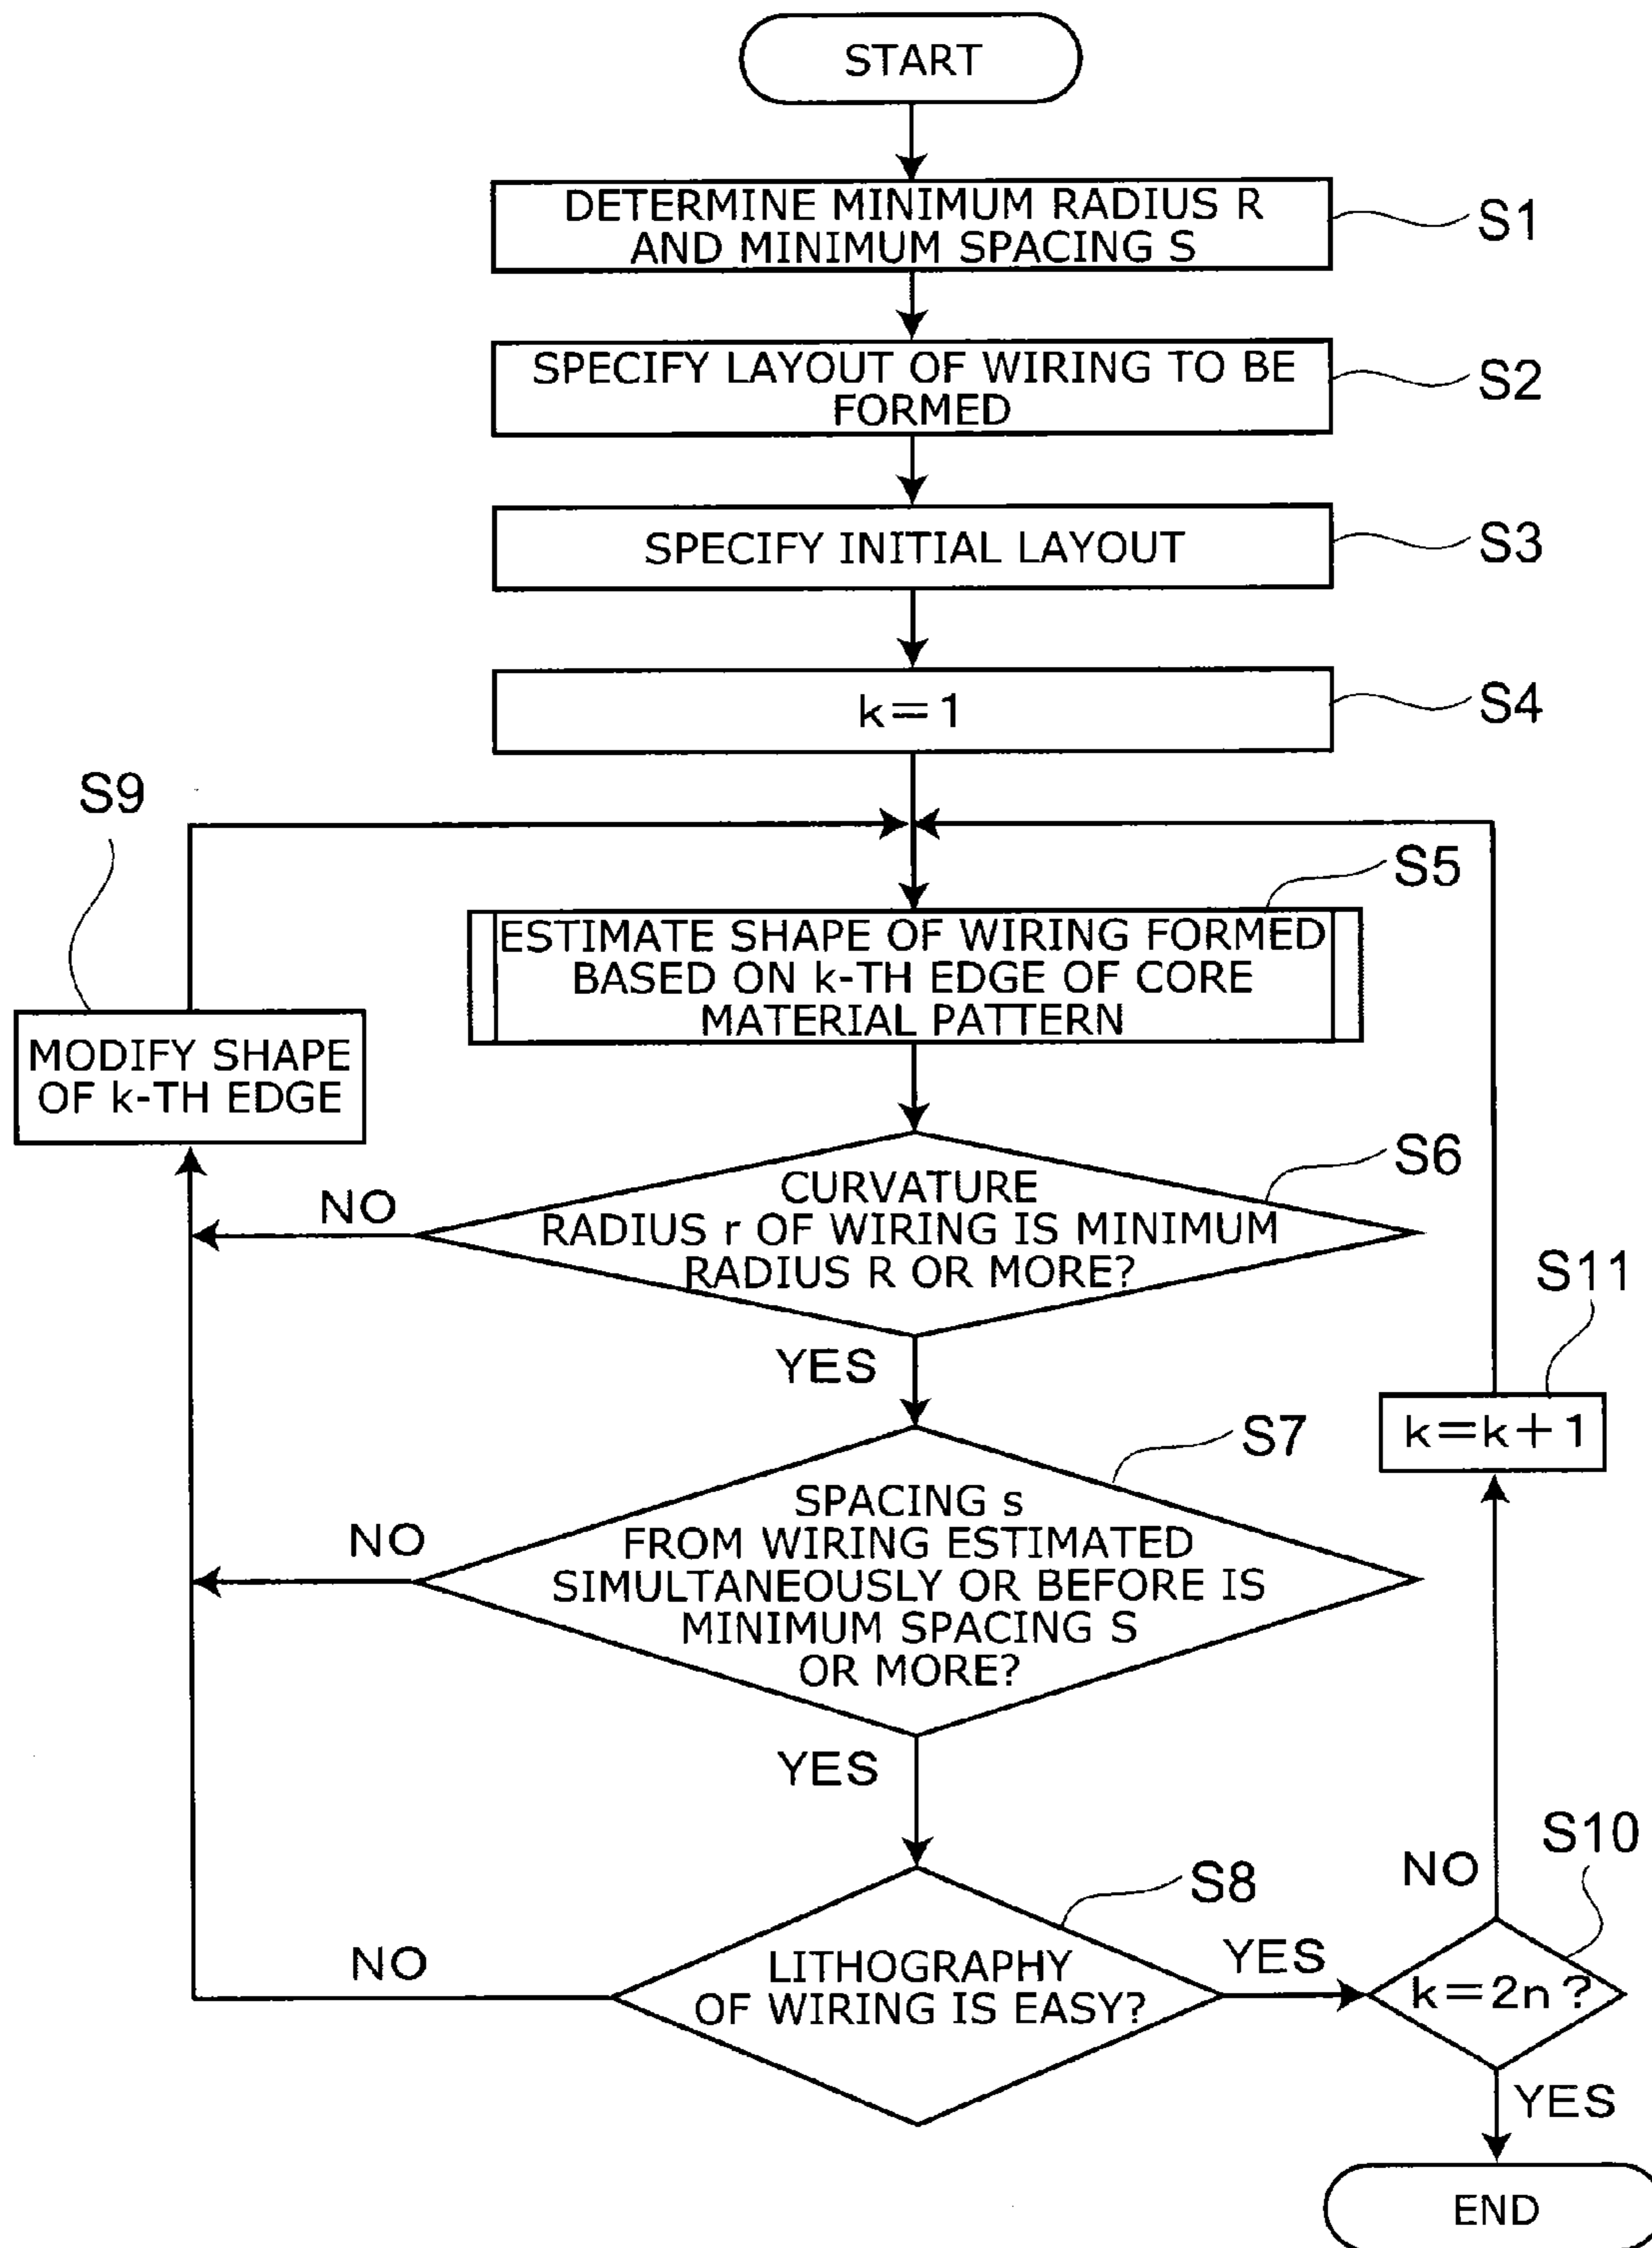 START
DETERMINE MINIMUM RADIUS R
AND MINIMUM SPACING S
S1
SPECIFY LAYOUT OF WIRING TO BE
FORMED
S2
SPECIFY INITIAL LAYOUT
S3
k=1
S4
S9
S5
ESTIMATE SHAPE OF WIRING FORMED
BASED ON k-TH EDGE OF CORE
MATERIAL PATTERN
MODIFY SHAPE
OF k-TH EDGE
S6
CURVATURE
RADIUS r OF WIRING IS MINIMUM
RADIUS R OR MORE?
NO
YES
S11
k=k+1
S7
SPACING s
FROM WIRING ESTIMATED
SIMULTANEOUSLY OR BEFORE IS
MINIMUM SPACING S
OR MORE?
NO
YES
S8
LITHOGRAPHY
OF WIRING IS EASY?
NO
YES
S10
NO
k=2n?
YES
END